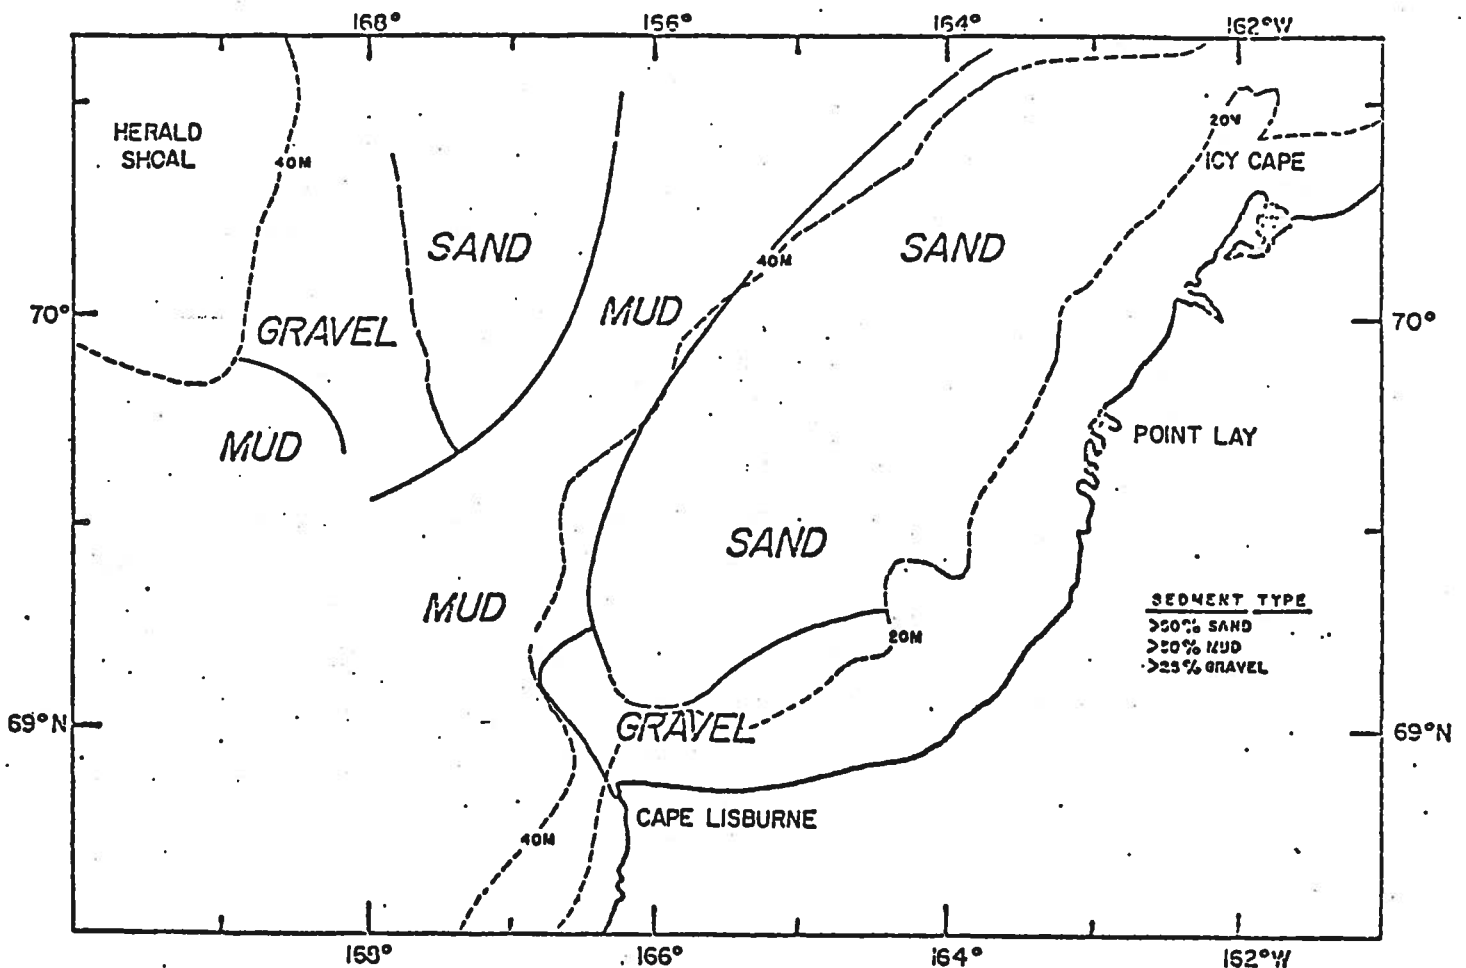 168°
166°
164°
162°W
HERALD
SHOAL
40M
20M
ICY CAPE
SAND
SAND
40M
70°
GRAVEL
MUD
70°
MUD
POINT LAY
SAND
MUD
SEDMENT TYPE
>50% SAND
>50% MUD
>25% GRAVEL
20M
69°N
GRAVEL
69°N
CAPE LISBURNE
40M
168°
166°
164°
162°W